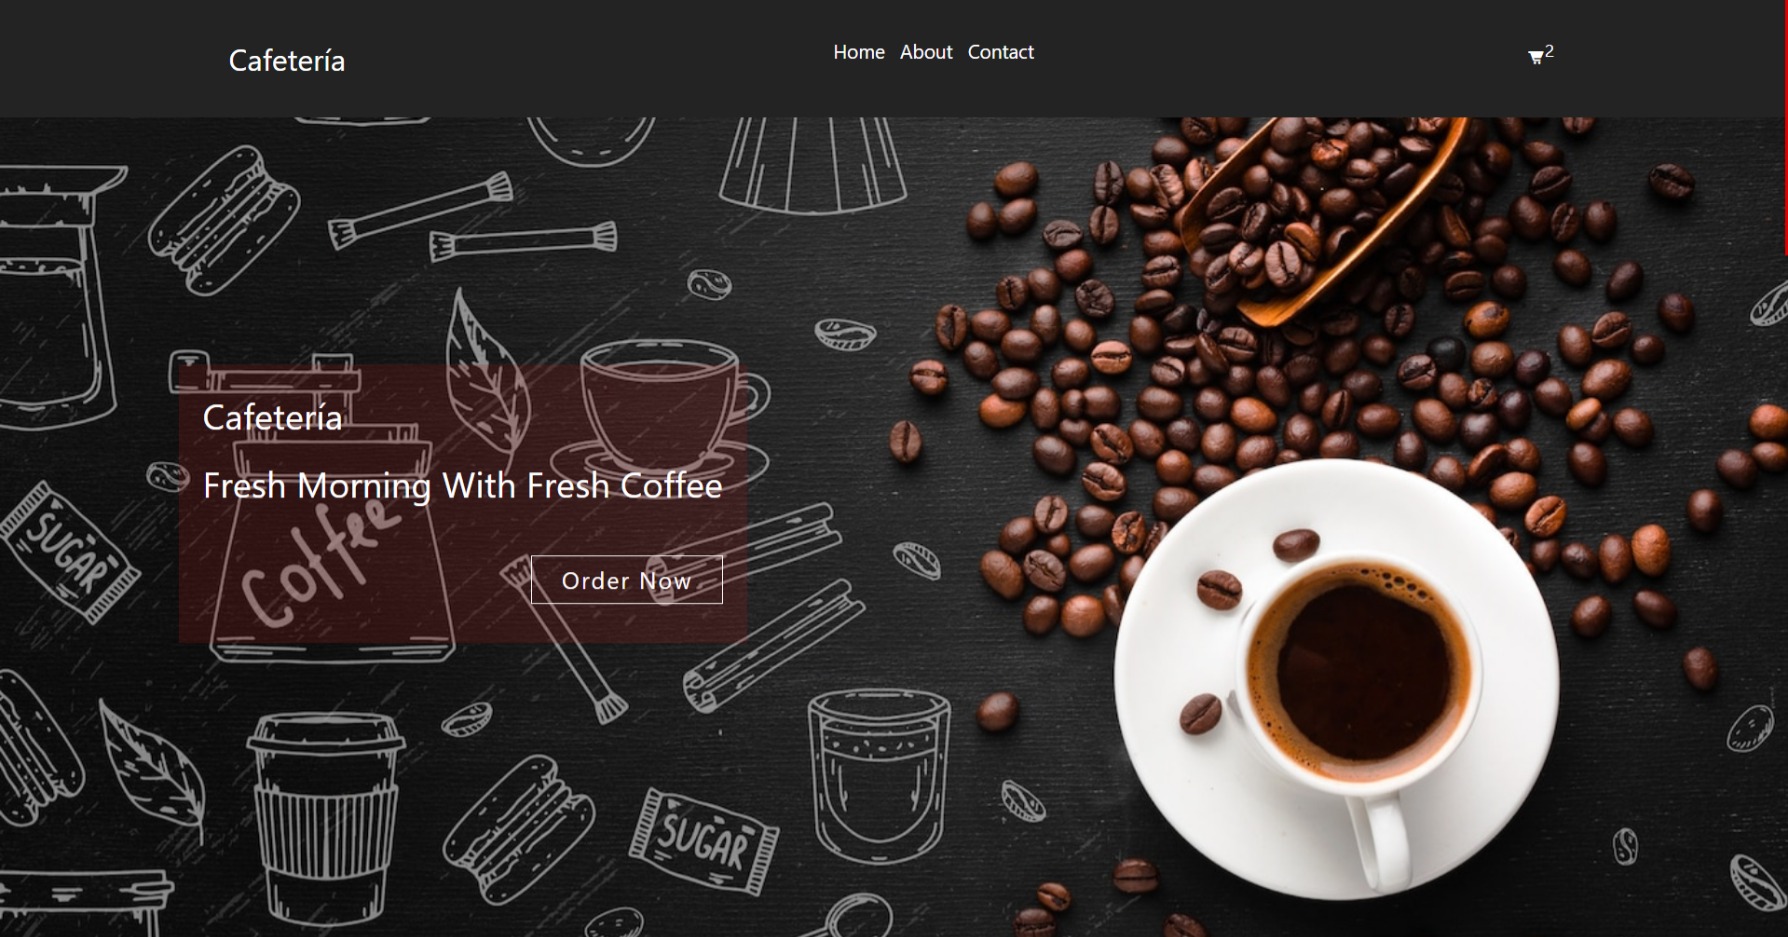 Cafetería
Home About Contact
2
Cafetería
Fresh Morning With Fresh Coffee
Coffee
Order Now
SUGAR
SUGAR